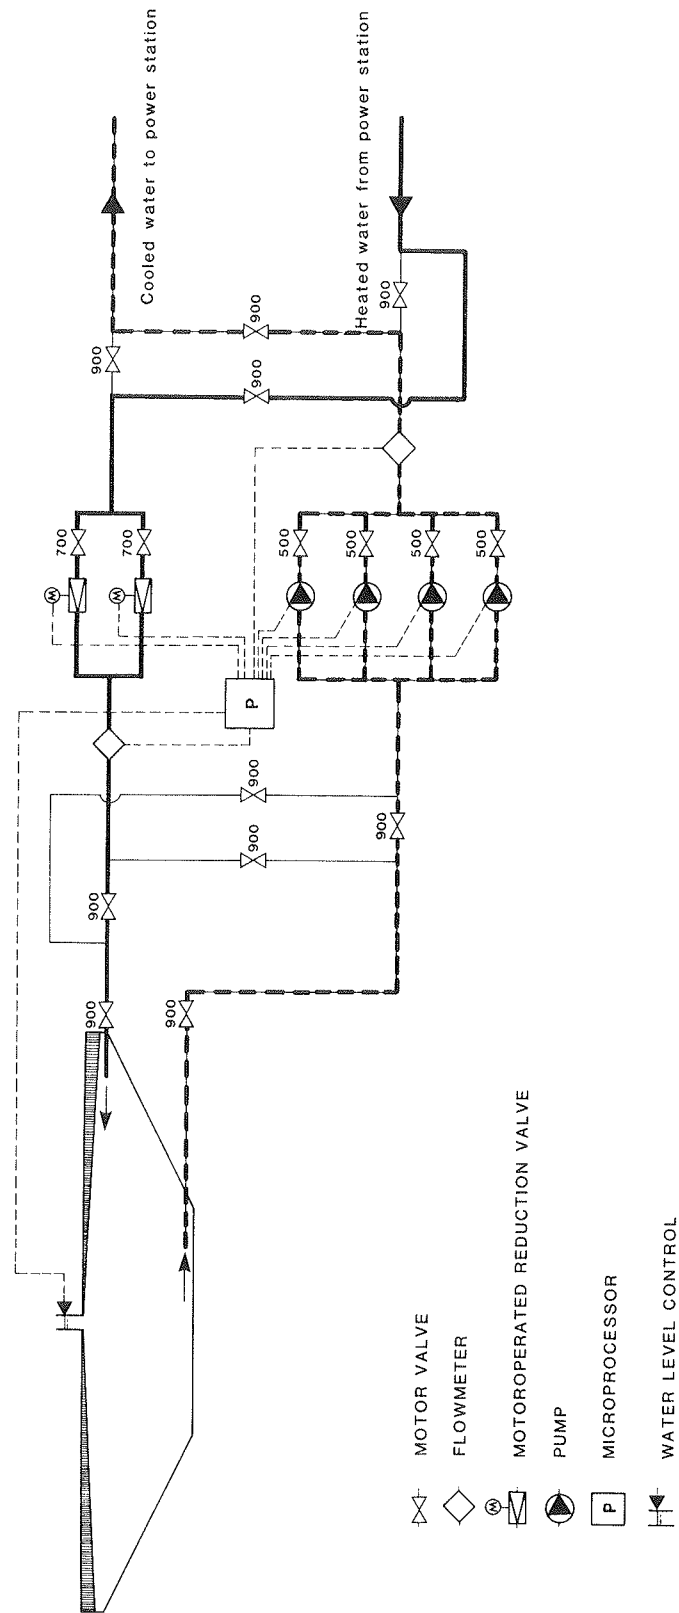 Cooled water to power station
Heated water from power station
900
900
900
900
700
700
500
500
500
500
M
M
P
900
900
900
900
900
900
MOTOR VALVE
FLOWMETER
M
MOTOROPERATED REDUCTION VALVE
PUMP
P
MICROPROCESSOR
WATER LEVEL CONTROL